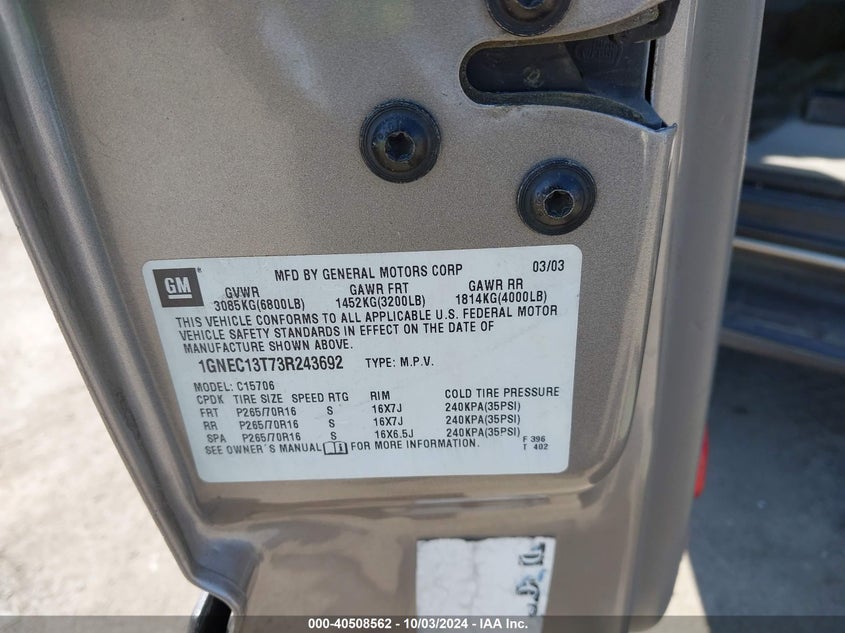 GM
MFD BY GENERAL MOTORS CORP 03/03
GVWR GAWR FRT GAWR RR
3085KG(6800LB) 1452KG(3200LB) 1814KG(4000LB)
THIS VEHICLE CONFORMS TO ALL APPLICABLE U.S. FEDERAL MOTOR
VEHICLE SAFETY STANDARDS IN EFFECT ON THE DATE OF
MANUFACTURE SHOWN ABOVE.
1GNEC13T73R243692 TYPE: M.P.V.
MODEL: C15706
CPDK TIRE SIZE SPEED RTG RIM COLD TIRE PRESSURE
FRT P265/70R16 S 16X7J 240KPA(35PSI)
RR P265/70R16 S 16X7J 240KPA(35PSI)
SPA P265/70R16 S 16X6.5J 240KPA(35PSI)
SEE OWNER'S MANUAL FOR MORE INFORMATION.
F 396
T 402
000-40508562 - 10/03/2024 - IAA Inc.